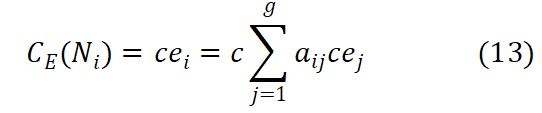 C_E(N_i) = ce_i = c \sum_{j=1}^{g} a_{ij}ce_j (13)